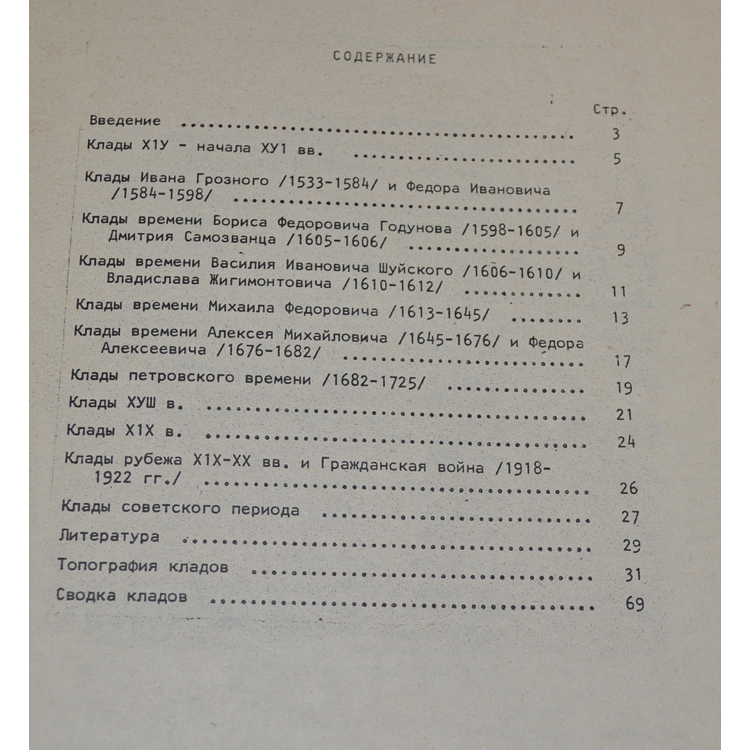 СОДЕРЖАНИЕ
Стр.
Введение ........................................ 3
Клады Х1У - начала ХУ1 вв. ....................... 5
Клады Ивана Грозного /1533-1584/ и Федора Ивановича
/1584-1598/ ................................... 7
Клады времени Бориса Федоровича Годунова /1598-1605/ и
Дмитрия Самозванца /1605-1606/ ................. 9
Клады времени Василия Ивановича Шуйского /1606-1610/ и
Владислава Жигимонтовича /1610-1612/ ............ 11
Клады времени Михаила Федоровича /1613-1645/ ........ 13
Клады времени Алексея Михайловича /1645-1676/ и Федора
Алексеевича /1676-1682/ ........................ 17
Клады петровского времени /1682-1725/ .............. 19
Клады ХУШ в. ...................................... 21
Клады Х1Х в. ...................................... 24
Клады рубежа Х1Х-ХХ вв. и Гражданская война /1918-
1922 гг./ ....................................... 26
Клады советского периода ........................... 27
Литература ......................................... 29
Топография кладов .................................. 31
Сводка кладов ...................................... 69